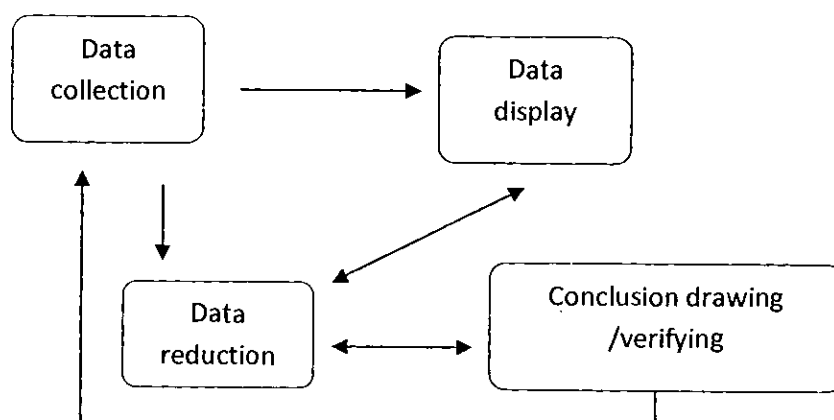 Data
collection
Data
display
Data
reduction
Conclusion drawing
/verifying